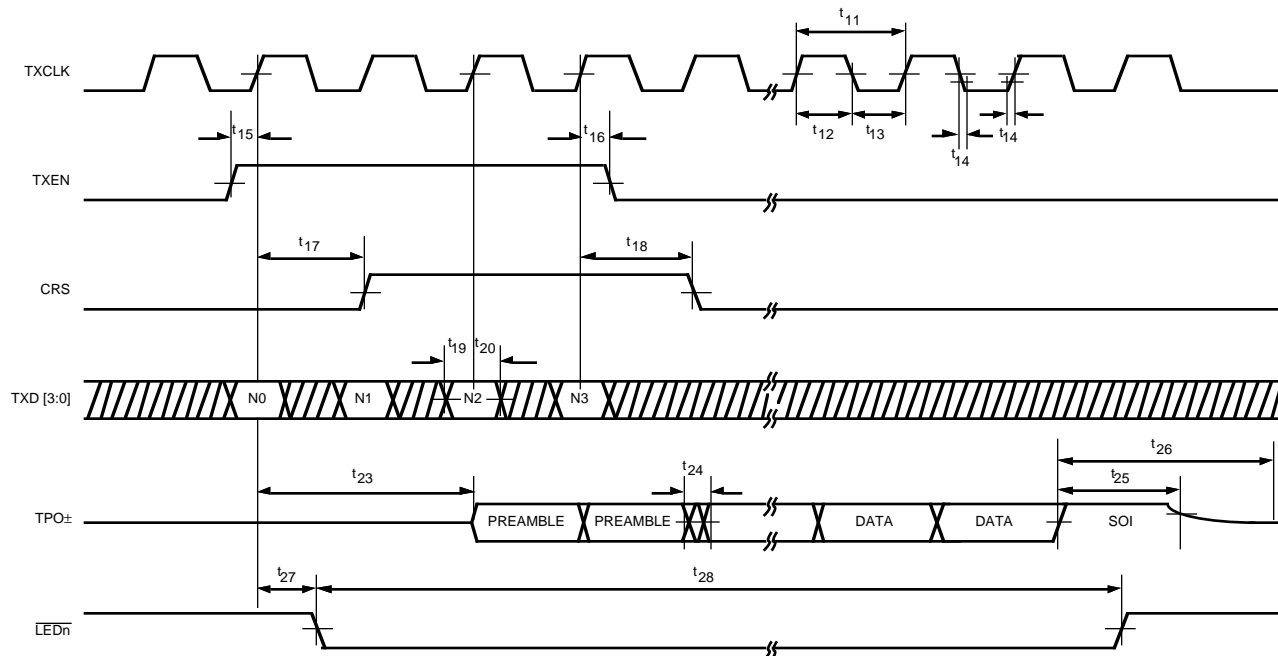 t11
TXCLK
t15
t16
t12
t13
t14
t14
TXEN
t17
t18
CRS
t19
t20
TXD [3:0]
N0
N1
N2
N3
t26
t23
t24
t25
TPO±
PREAMBLE
PREAMBLE
DATA
DATA
SOI
t27
t28
LEDn